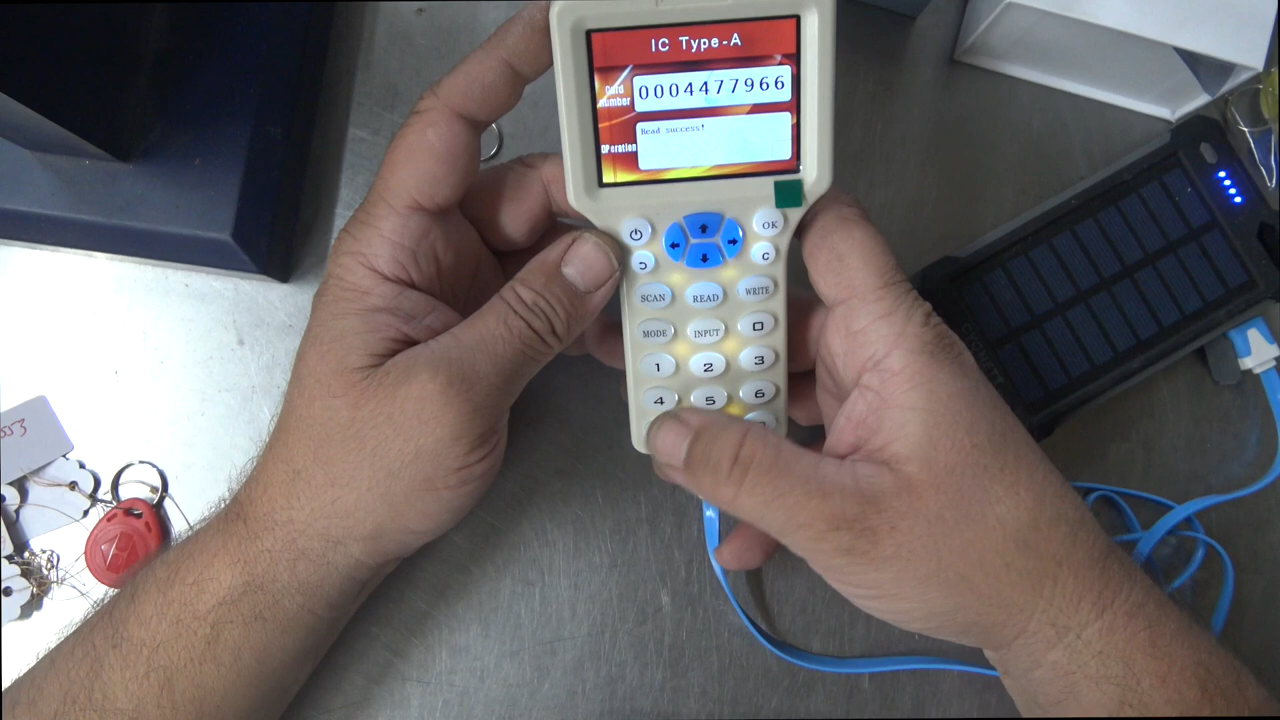 IC Type-A
Card number
0004477966
OPeration
Read success!
OK
C
SCAN READ WRITE
MODE INPUT 0
1 2 3
4 5 6